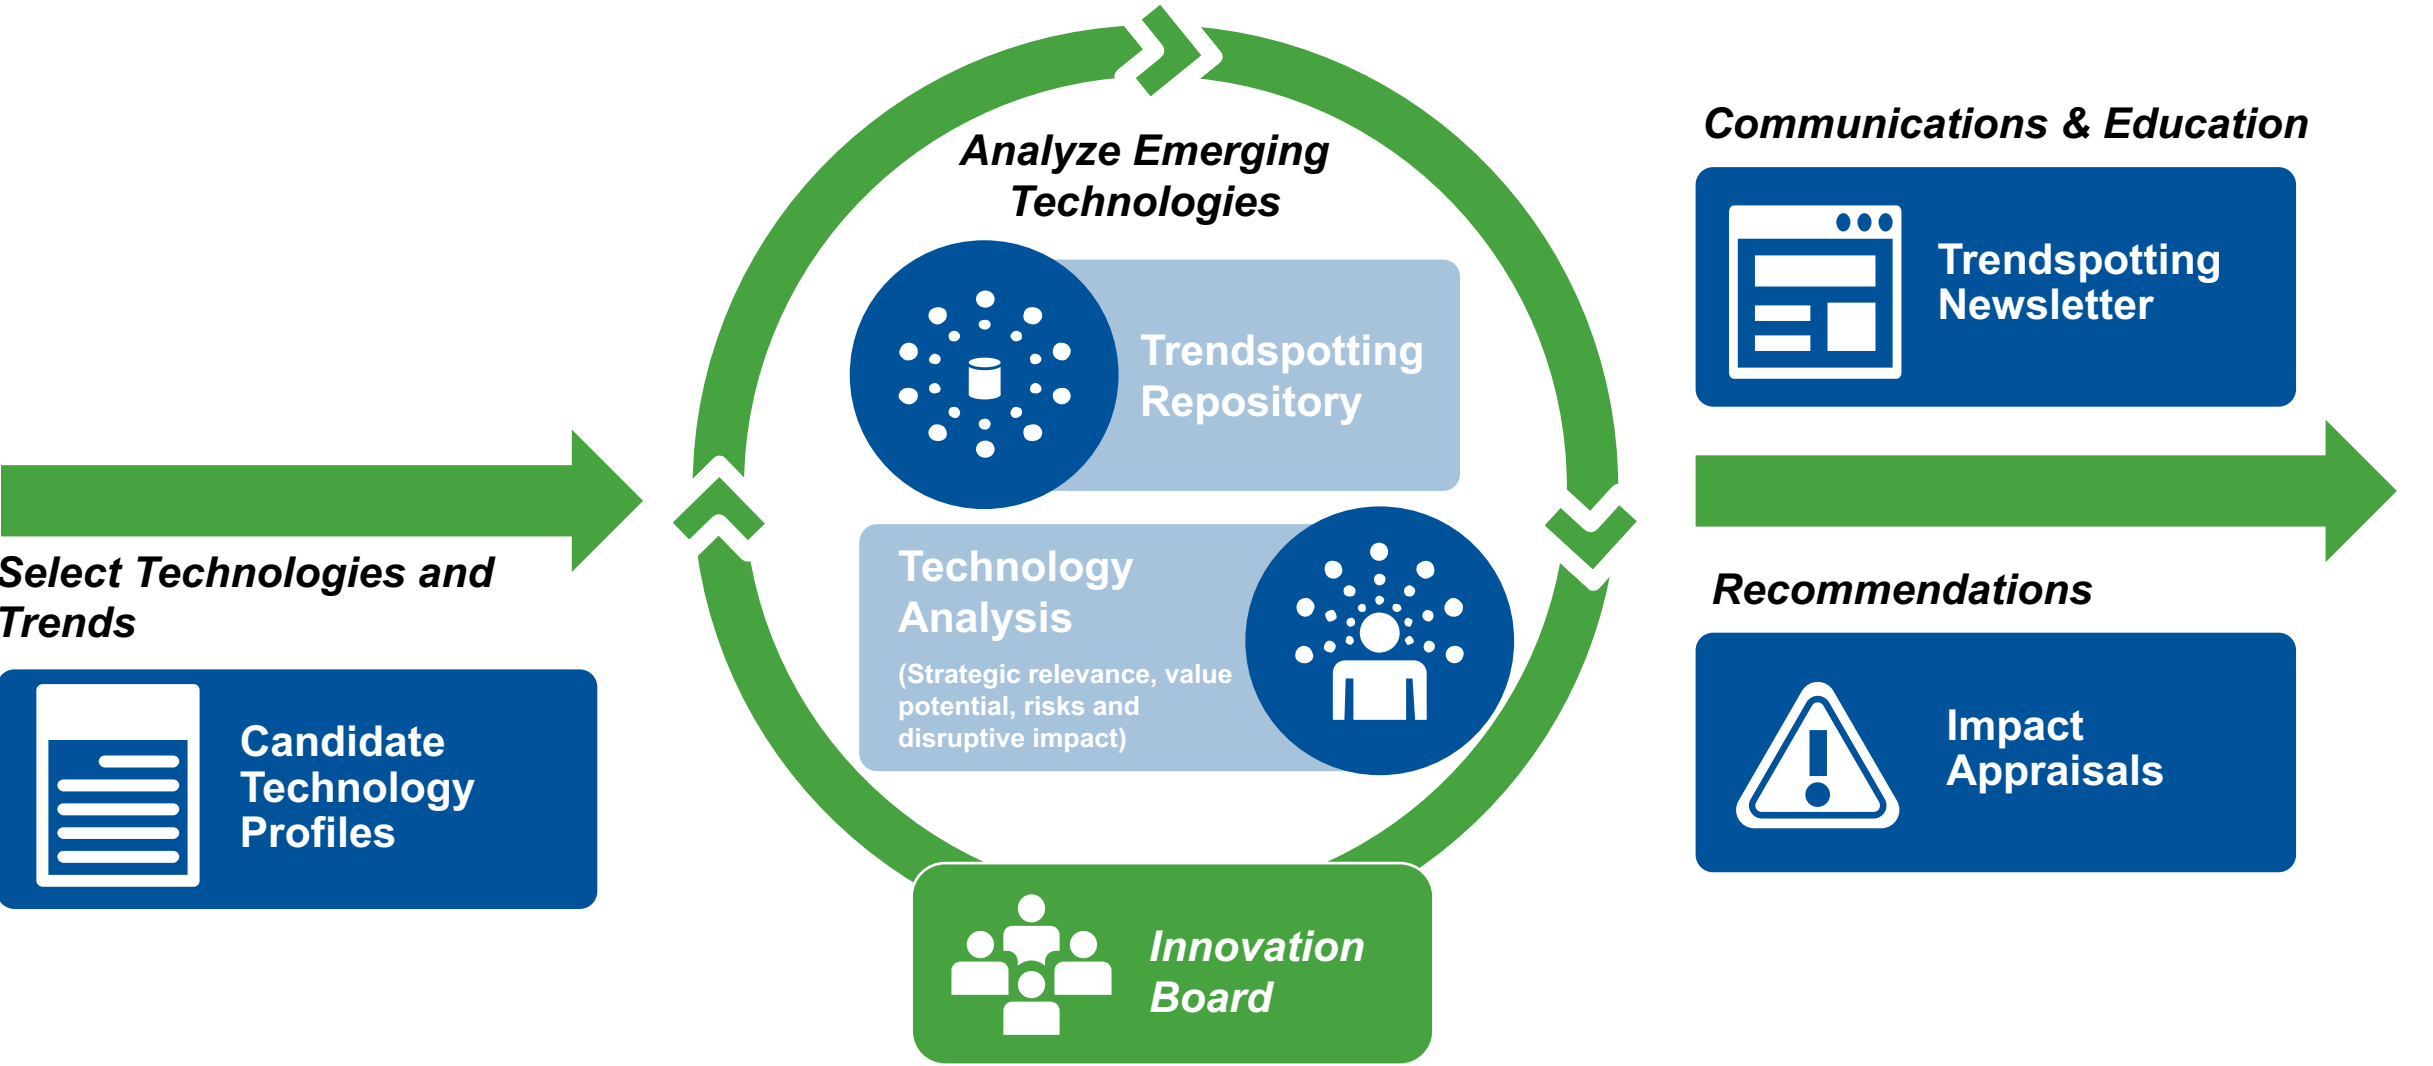 Select Technologies and
Trends
Candidate
Technology
Profiles
Analyze Emerging
Technologies
Trendspotting
Repository
Technology
Analysis
(Strategic relevance, value
potential, risks and
disruptive impact)
Innovation
Board
Communications & Education
Trendspotting
Newsletter
Recommendations
Impact
Appraisals